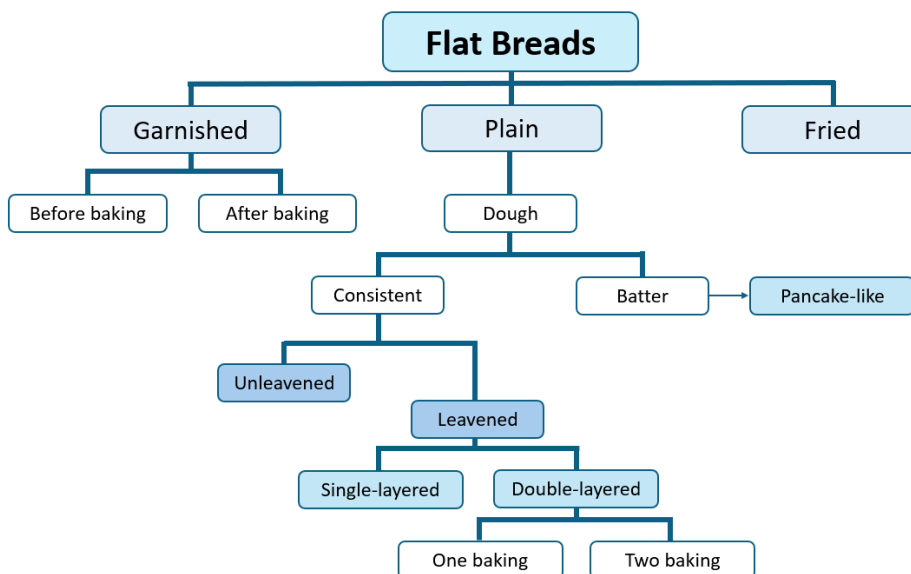 Flat Breads
Garnished
Plain
Fried
Before baking
After baking
Dough
Consistent
Batter
Pancake-like
Unleavened
Leavened
Single-layered
Double-layered
One baking
Two baking